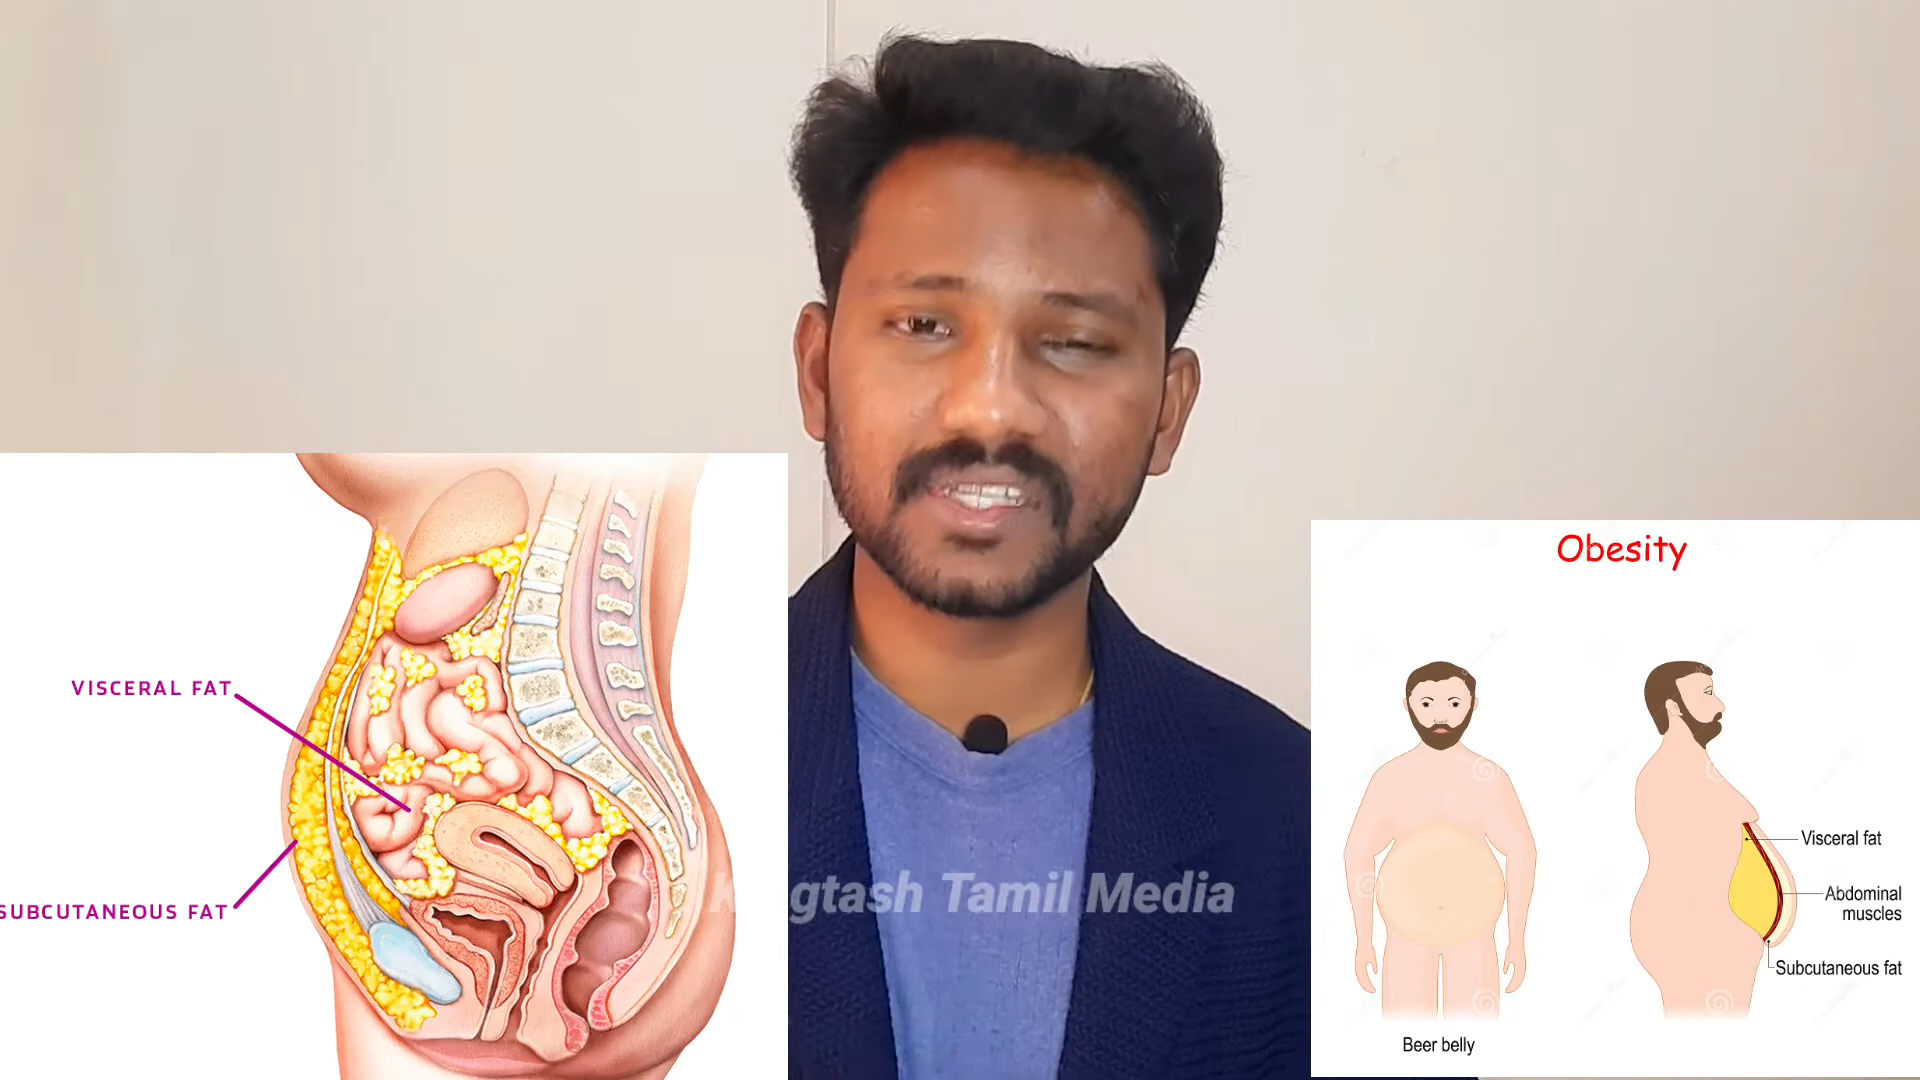 VISCERAL FAT
SUBCUTANEOUS FAT
gtash Tamil Media
Obesity
Visceral fat
Abdominal
muscles
Subcutaneous fat
Beer belly